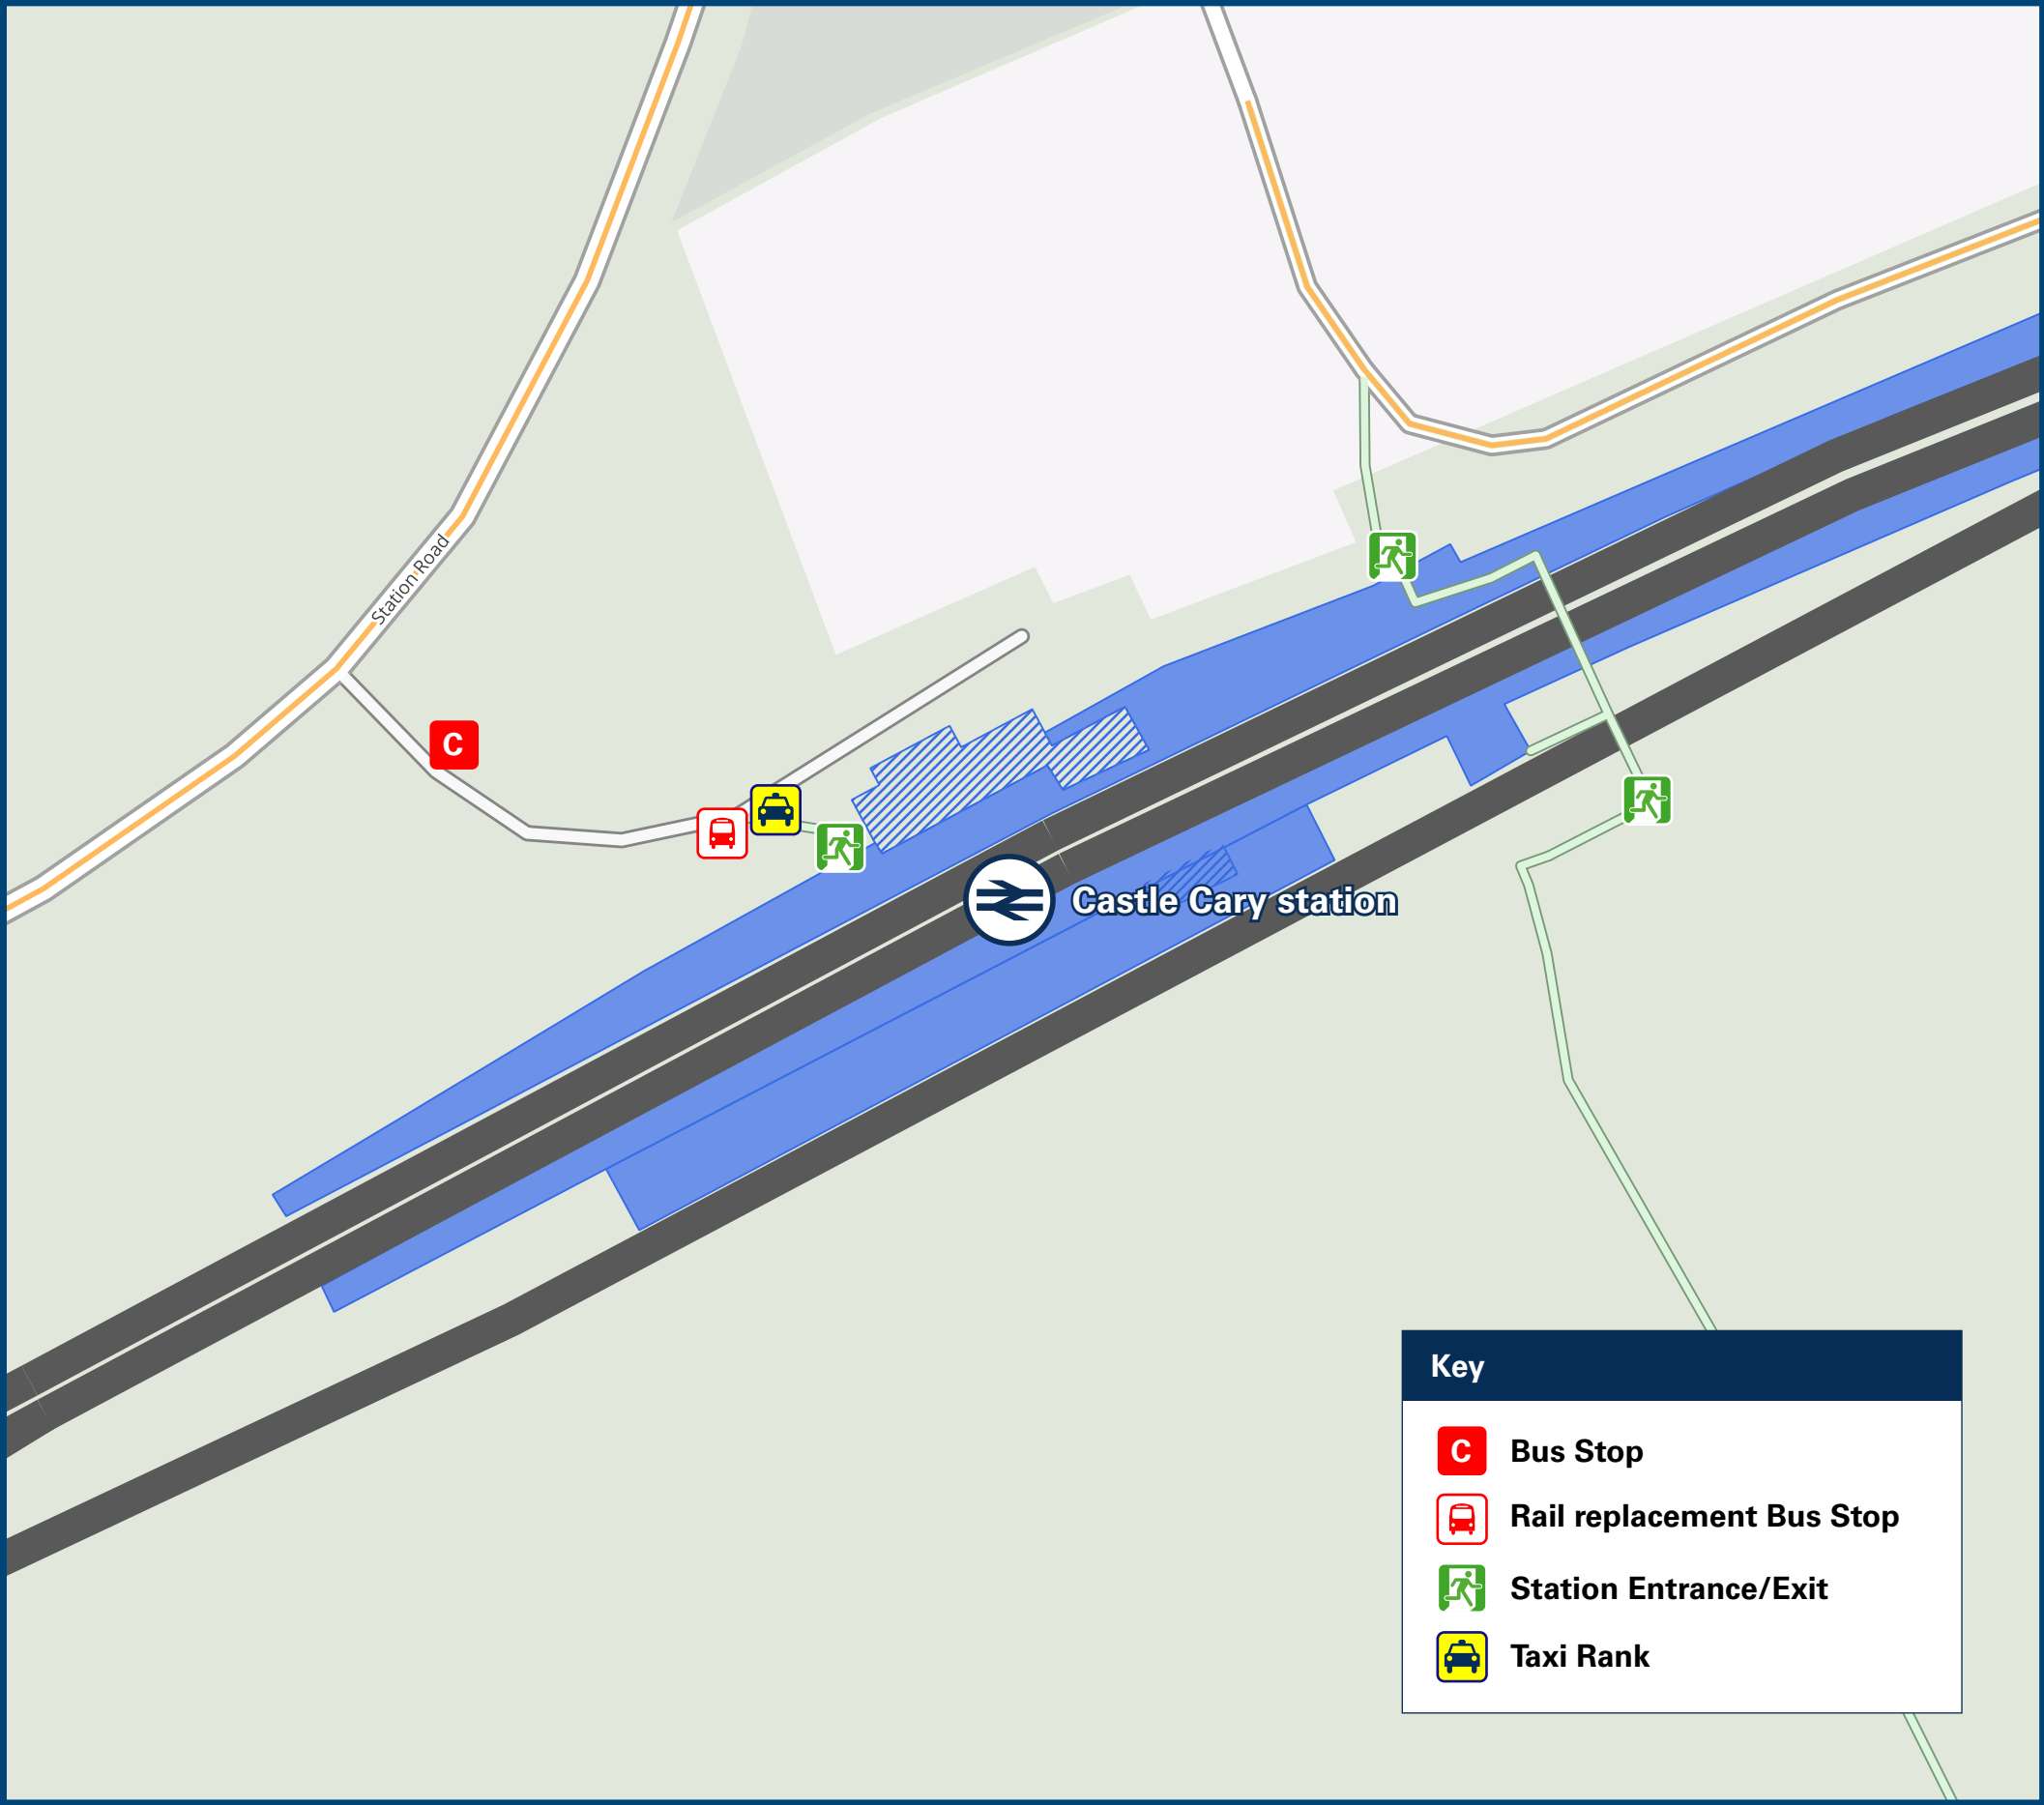 Station Road
C
Castle Cary station
Key
C Bus Stop
Rail replacement Bus Stop
Station Entrance/Exit
Taxi Rank